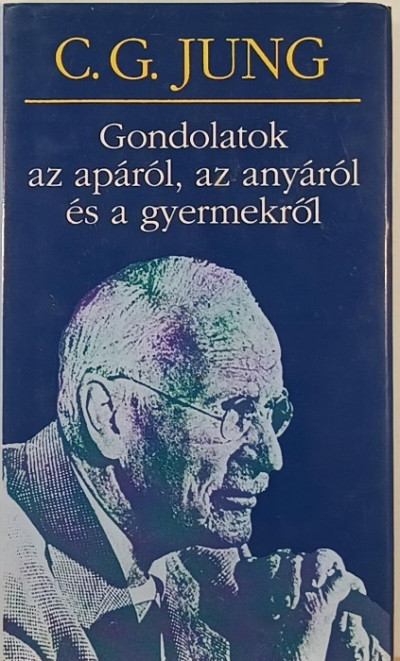 C. G. JUNG
Gondolatok
az apáról, az anyáról
és a gyermekről